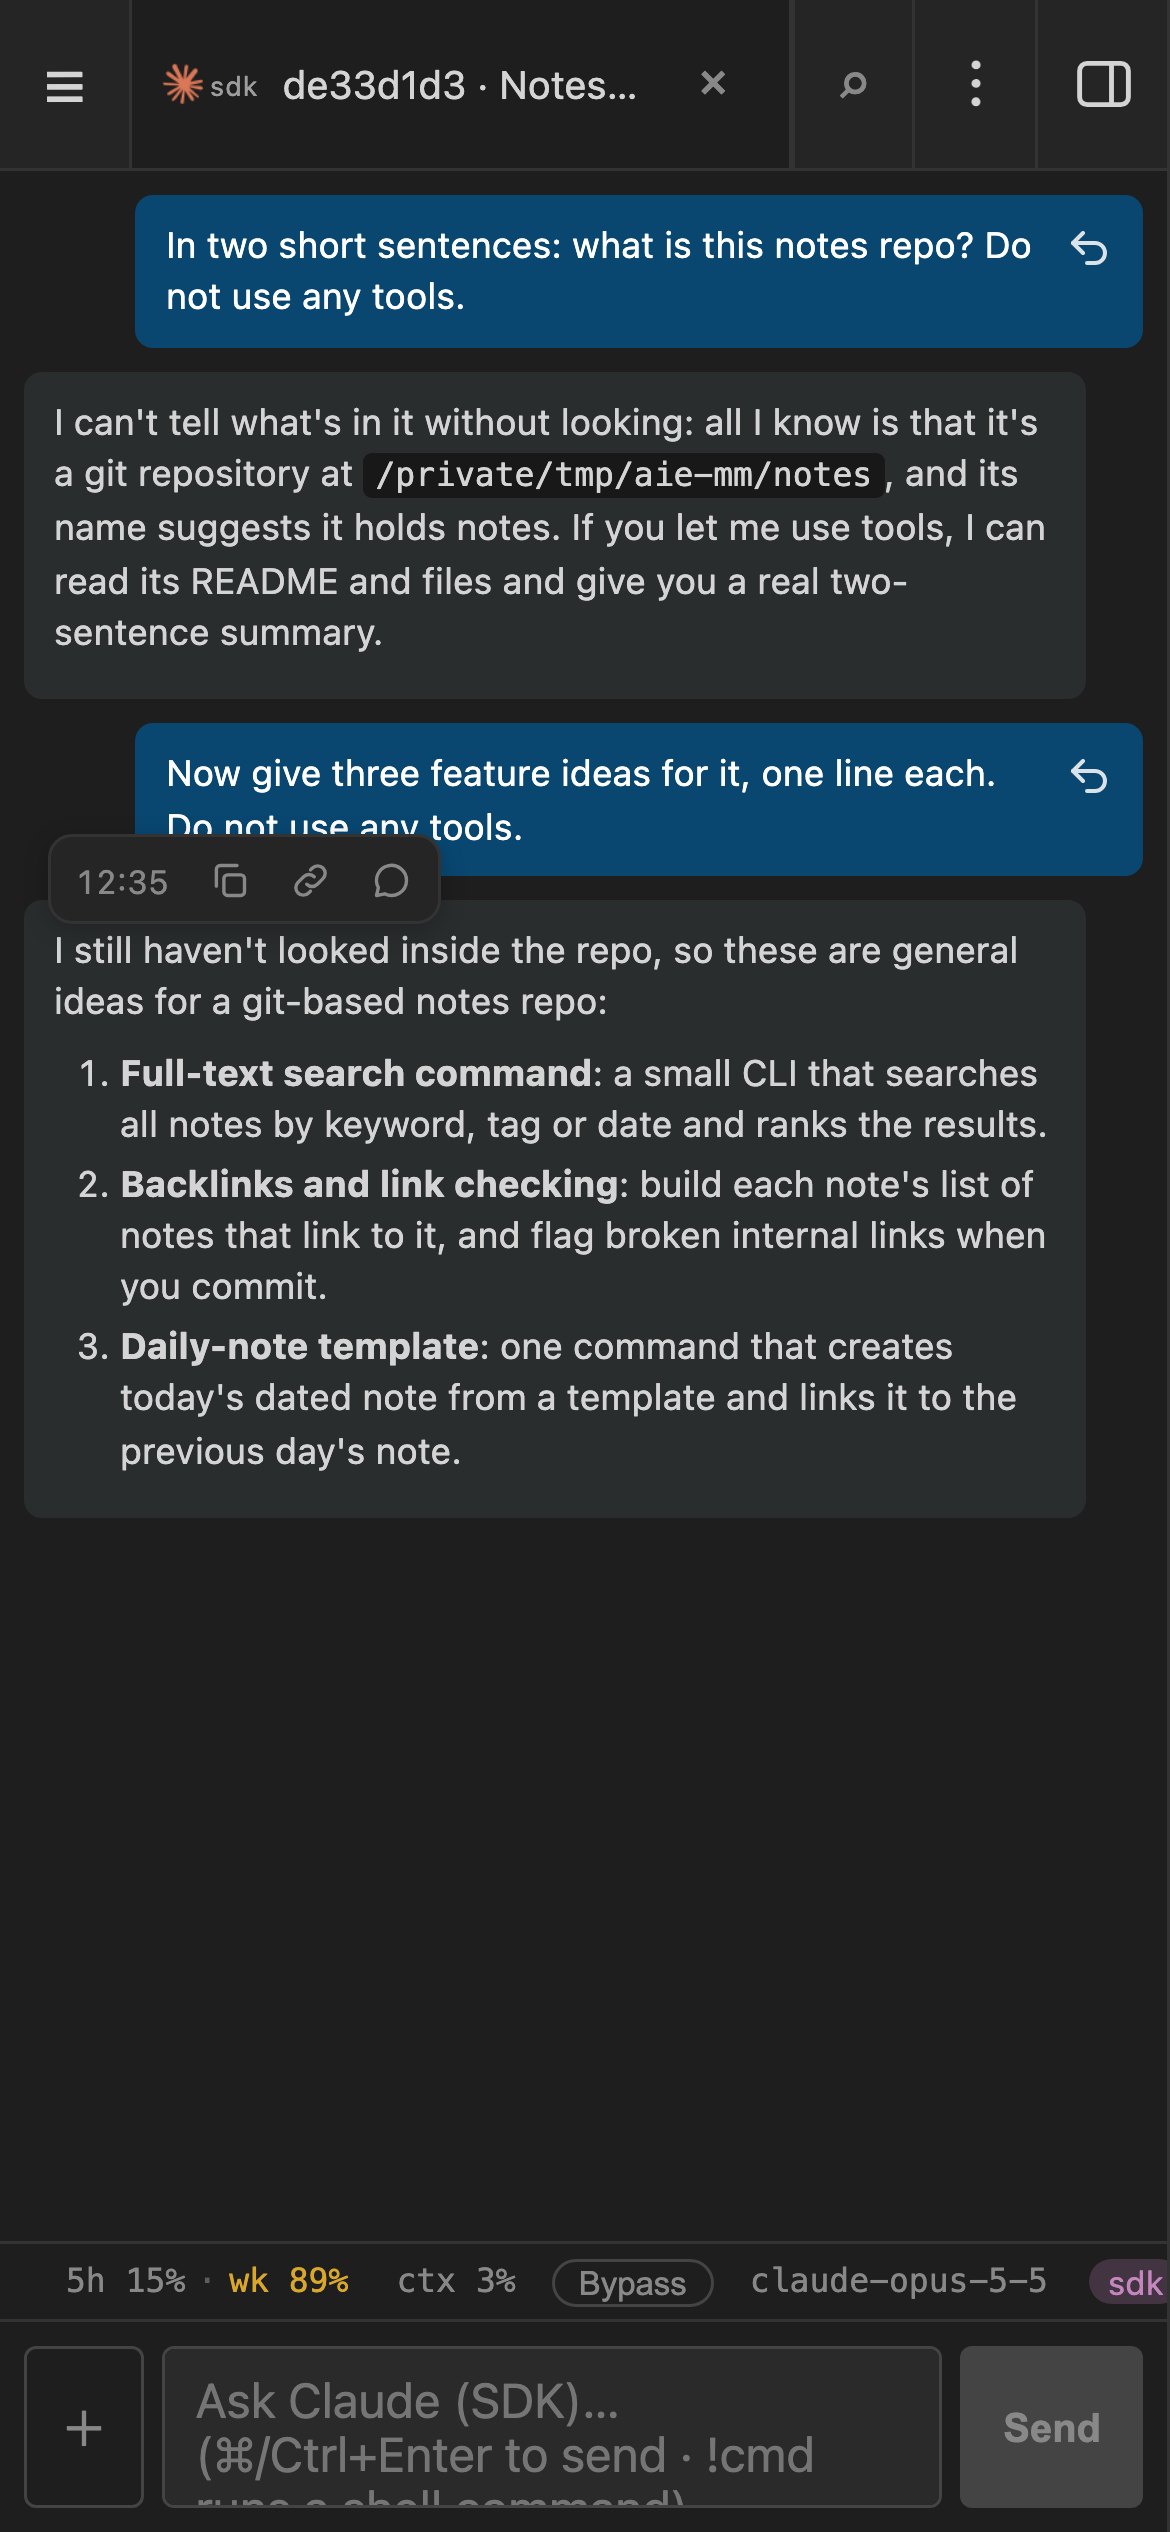 sdk de33d1d3 · Notes...
In two short sentences: what is this notes repo? Do
not use any tools.
I can't tell what's in it without looking: all I know is that it's
a git repository at /private/tmp/aie-mm/notes, and its
name suggests it holds notes. If you let me use tools, I can
read its README and files and give you a real two-
sentence summary.
Now give three feature ideas for it, one line each.
Do not use any tools.
12:35
I still haven't looked inside the repo, so these are general
ideas for a git-based notes repo:
1. Full-text search command: a small CLI that searches
all notes by keyword, tag or date and ranks the results.
2. Backlinks and link checking: build each note's list of
notes that link to it, and flag broken internal links when
you commit.
3. Daily-note template: one command that creates
today's dated note from a template and links it to the
previous day's note.
5h 15% · wk 89% ctx 3% Bypass claude-opus-5-5 sdk
+
Ask Claude (SDK)...
(⌘/Ctrl+Enter to send · !cmd
runs a shell command)
Send